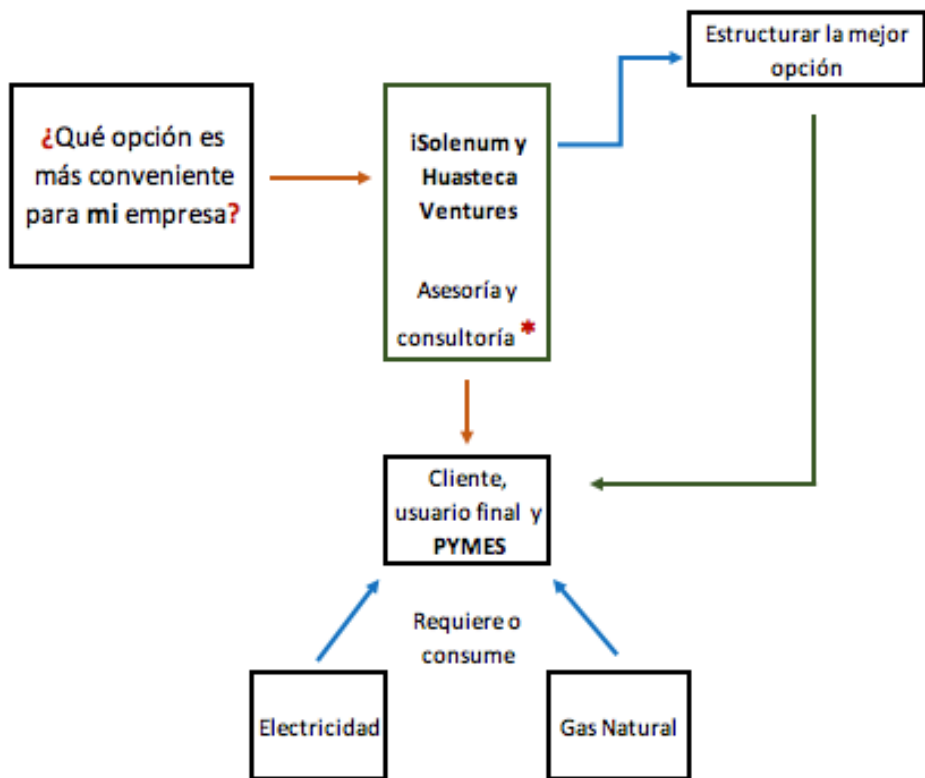 Estructurar la mejor
opción
¿Qué opción es
más conveniente
para mi empresa?
iSolenum y
Huasteca
Ventures
Asesoría y
consultoría *
Cliente,
usuario final y
PYMES
Requiere o
consume
Electricidad
Gas Natural